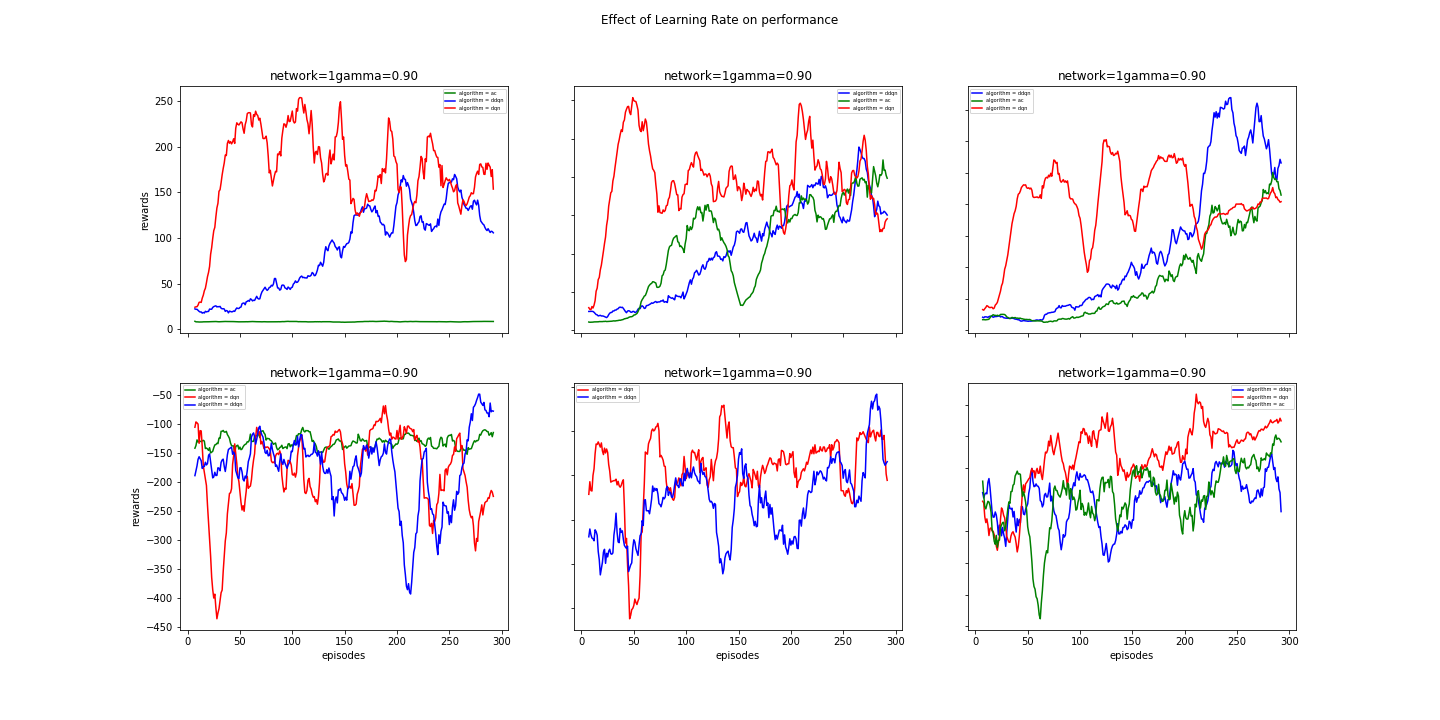 Effect of Learning Rate on performance
network=1gamma=0.90
network=1gamma=0.90
network=1gamma=0.90
algorithm = ac
algorithm = ddqn
algorithm = dqn
algorithm = ddqn
algorithm = ac
algorithm = dqn
algorithm = ddqn
algorithm = ac
algorithm = dqn
250
200
150
100
50
0
rewards
network=1gamma=0.90
network=1gamma=0.90
network=1gamma=0.90
algorithm = ac
algorithm = dqn
algorithm = ddqn
algorithm = dqn
algorithm = ddqn
algorithm = ddqn
algorithm = dqn
algorithm = ac
−50
−100
−150
−200
−250
−300
−350
−400
−450
rewards
0 50 100 150 200 250 300
0 50 100 150 200 250 300
0 50 100 150 200 250 300
episodes
episodes
episodes